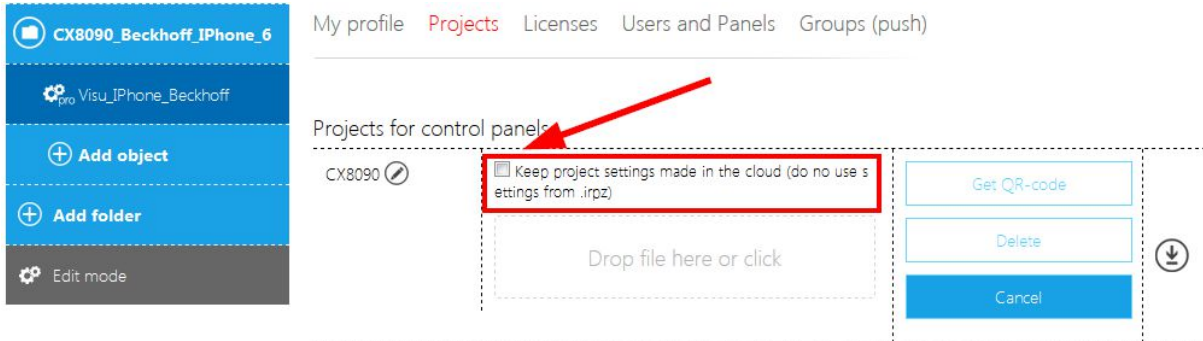 CX8090_Beckhoff_IPhone_6
pro Visu_IPhone_Beckhoff
Add object
Add folder
Edit mode
My profile Projects Licenses Users and Panels Groups (push)
Projects for control panels
CX8090
Keep project settings made in the cloud (do no use s
ettings from .irpz)
Drop file here or click
Get QR-code
Delete
Cancel